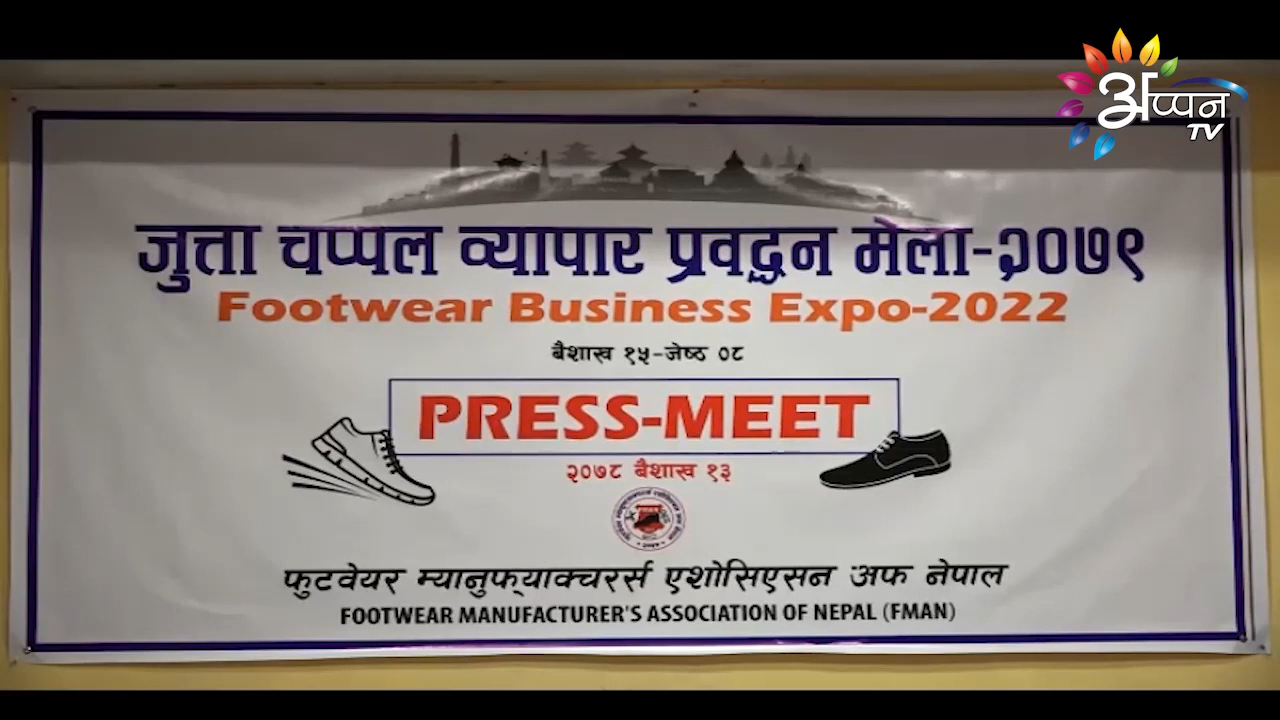 अप्पन
TV
जुत्ता चप्पल व्यापार प्रवद्धन मेला-२०७९
Footwear Business Expo-2022
बैशाख १५-जेष्ठ ०८
PRESS-MEET
२०७८ बैशाख १३
फुटवेयर म्यानुफ्याक्चरर्स एशोसिएसन अफ नेपाल
FOOTWEAR MANUFACTURER'S ASSOCIATION OF NEPAL (FMAN)